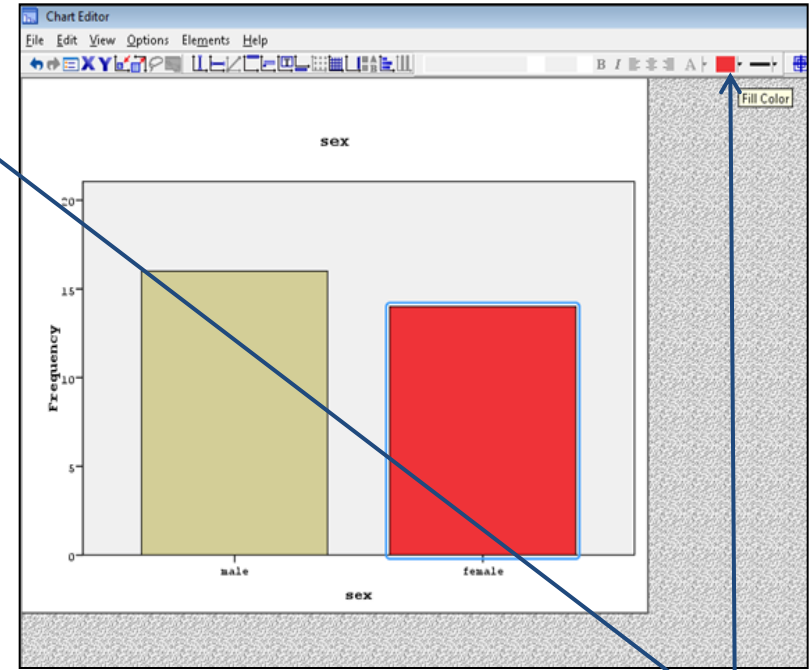 Chart Editor
File Edit View Options Elements Help
X Y
B I A
Fill Color
sex
20
15
10
5
0
Frequency
male female
sex